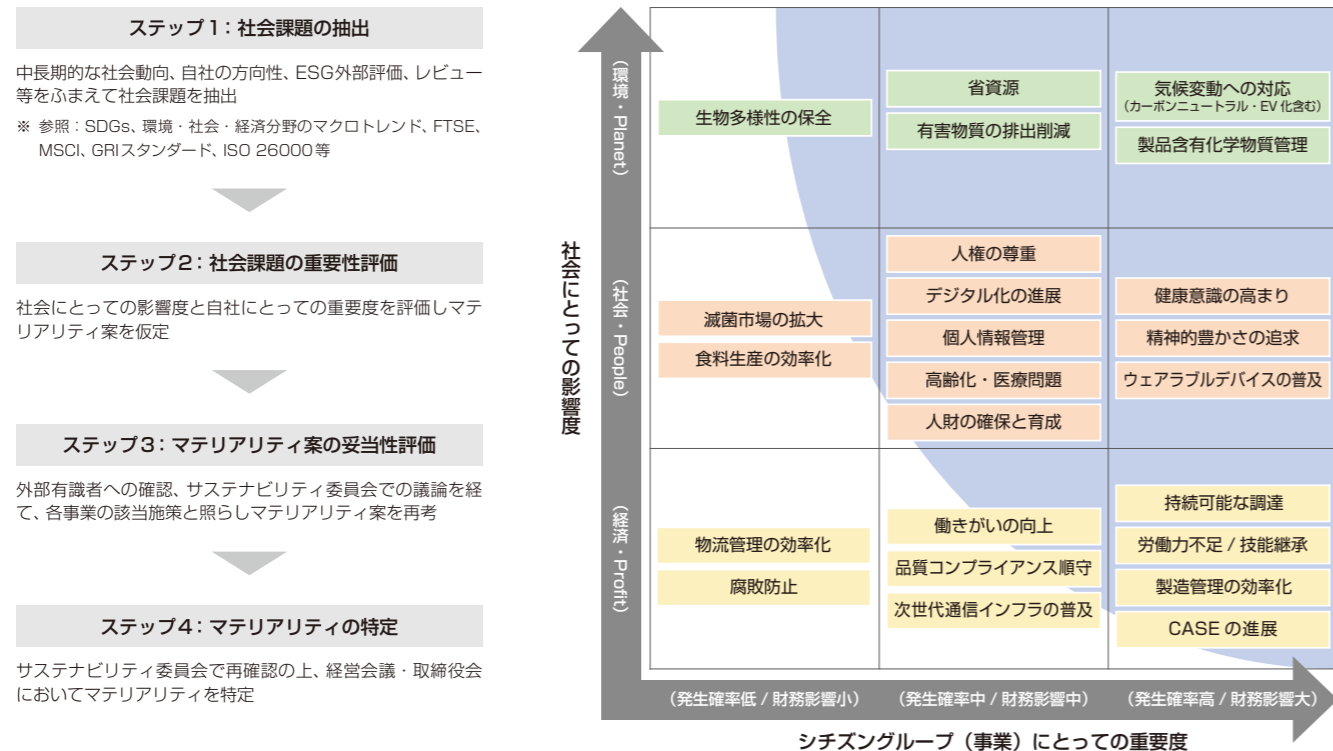 ステップ1：社会課題の抽出
中長期的な社会動向、自社の方向性、ESG外部評価、レビュー
等をふまえて社会課題を抽出
※ 参照：SDGs、環境・社会・経済分野のマクロトレンド、FTSE、
MSCI、GRIスタンダード、ISO 26000等
ステップ2：社会課題の重要性評価
社会にとっての影響度と自社にとっての重要度を評価しマテ
リアリティ案を仮定
ステップ3：マテリアリティ案の妥当性評価
外部有識者への確認、サステナビリティ委員会での議論を経
て、各事業の該当施策と照らしマテリアリティ案を再考
ステップ4：マテリアリティの特定
サステナビリティ委員会で再確認の上、経営会議・取締役会
においてマテリアリティを特定
社会にとっての影響度
（環境・Planet）
生物多様性の保全
省資源
有害物質の排出削減
気候変動への対応
（カーボンニュートラル・EV化含む）
製品含有化学物質管理
（社会・People）
滅菌市場の拡大
食料生産の効率化
人権の尊重
デジタル化の進展
個人情報管理
高齢化・医療問題
人財の確保と育成
健康意識の高まり
精神的豊かさの追求
ウェアラブルデバイスの普及
（経済・Profit）
物流管理の効率化
腐敗防止
働きがいの向上
品質コンプライアンス順守
次世代通信インフラの普及
持続可能な調達
労働力不足 / 技能継承
製造管理の効率化
CASEの進展
（発生確率低 / 財務影響小）
（発生確率中 / 財務影響中）
（発生確率高 / 財務影響大）
シチズングループ（事業）にとっての重要度